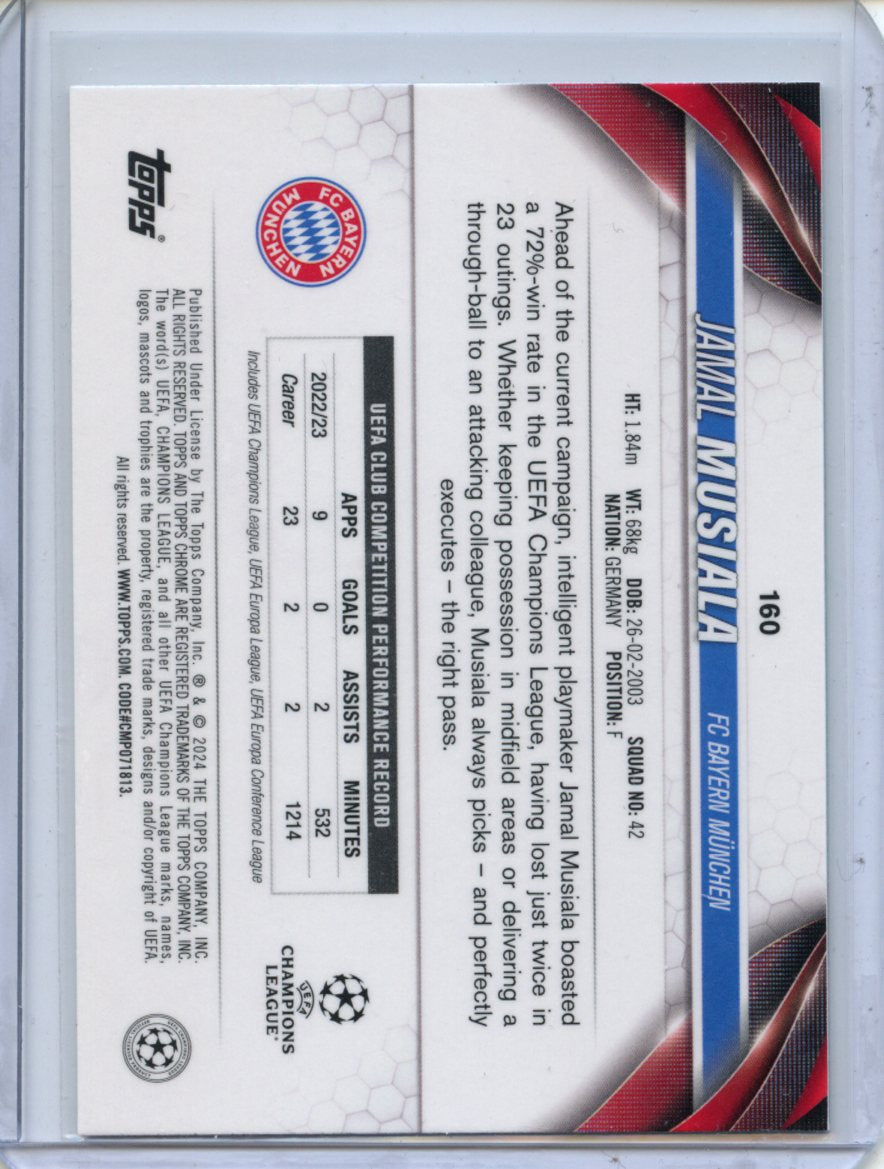 160
JAMAL MUSIALA FC BAYERN MÜNCHEN
HT: 1.84m WT: 68kg DOB: 26-02-2003 SQUAD NO: 42
NATION: GERMANY POSITION: F
Ahead of the current campaign, intelligent playmaker Jamal Musiala boasted
a 72%-win rate in the UEFA Champions League, having lost just twice in
23 outings. Whether keeping possession in midfield areas or delivering a
through-ball to an attacking colleague, Musiala always picks – and perfectly
executes – the right pass.
FC BAYERN
MÜNCHEN
UEFA CLUB COMPETITION PERFORMANCE RECORD
APPS GOALS ASSISTS MINUTES
2022/23 9 0 2 532
Career 23 2 2 1214
Includes UEFA Champions League, UEFA Europa League, UEFA Europa Conference League
UEFA
CHAMPIONS
LEAGUE®
topps®
Published Under License by The Topps Company, Inc. ® & © 2024 THE TOPPS COMPANY, INC.
ALL RIGHTS RESERVED. TOPPS AND TOPPS CHROME ARE REGISTERED TRADEMARKS OF THE TOPPS COMPANY, INC.
The word(s) UEFA, CHAMPIONS LEAGUE, and all other UEFA Champions League marks, names,
logos, mascots and trophies are the property, registered trade marks, designs and/or copyright of UEFA.
All rights reserved. WWW.TOPPS.COM. CODE#CMP071813.